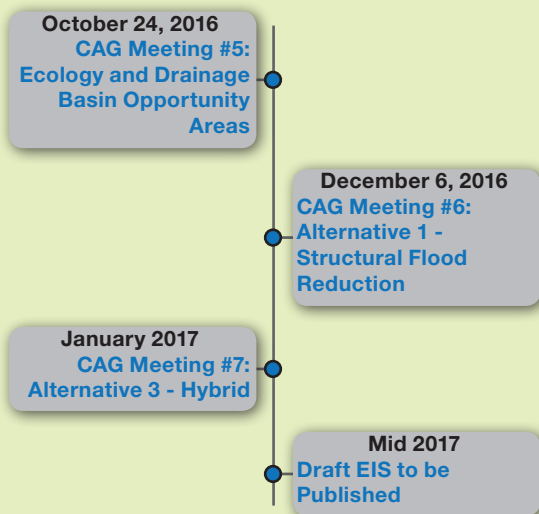 October 24, 2016
CAG Meeting #5:
Ecology and Drainage
Basin Opportunity
Areas
December 6, 2016
CAG Meeting #6:
Alternative 1 -
Structural Flood
Reduction
January 2017
CAG Meeting #7:
Alternative 3 - Hybrid
Mid 2017
Draft EIS to be
Published